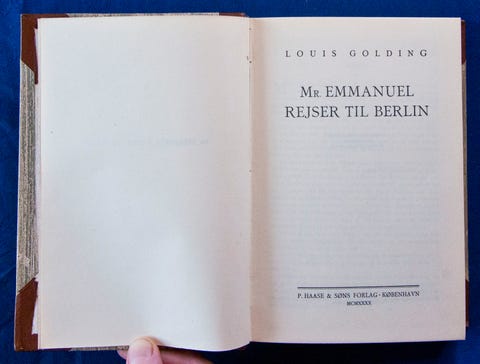 LOUIS GOLDING
MR. EMMANUEL
REJSER TIL BERLIN
P. HAASE & SØNS FORLAG · KØBENHAVN
MCMXXXX